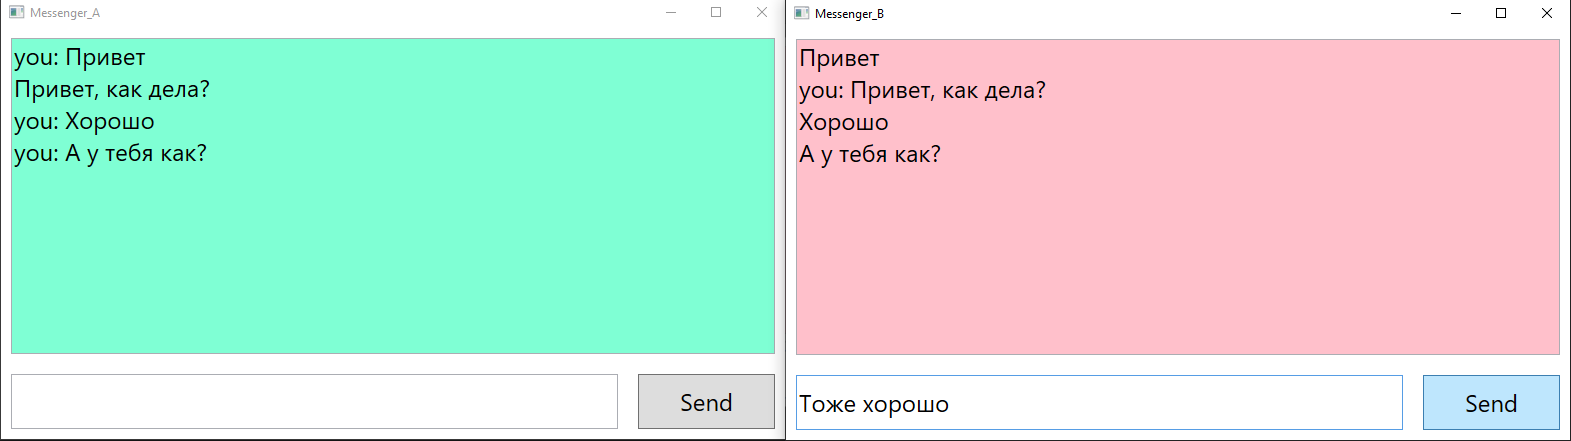 Messenger_A
you: Привет
Привет, как дела?
you: Хорошо
you: А у тебя как?
Send
Messenger_B
Привет
you: Привет, как дела?
Хорошо
А у тебя как?
Тоже хорошо
Send